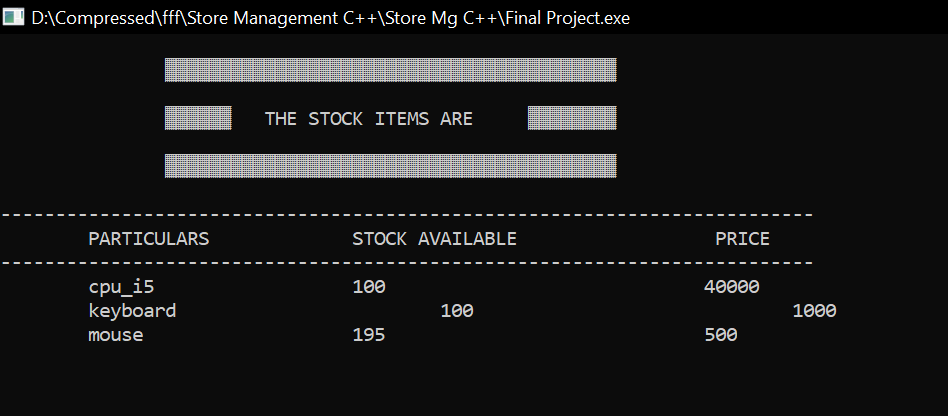 D:\Compressed\fff\Store Management C++\Store Mg C++\Final Project.exe
THE STOCK ITEMS ARE
--------------------------------------------------------------------------
PARTICULARS STOCK AVAILABLE PRICE
--------------------------------------------------------------------------
cpu_i5 100 40000
keyboard 100 1000
mouse 195 500